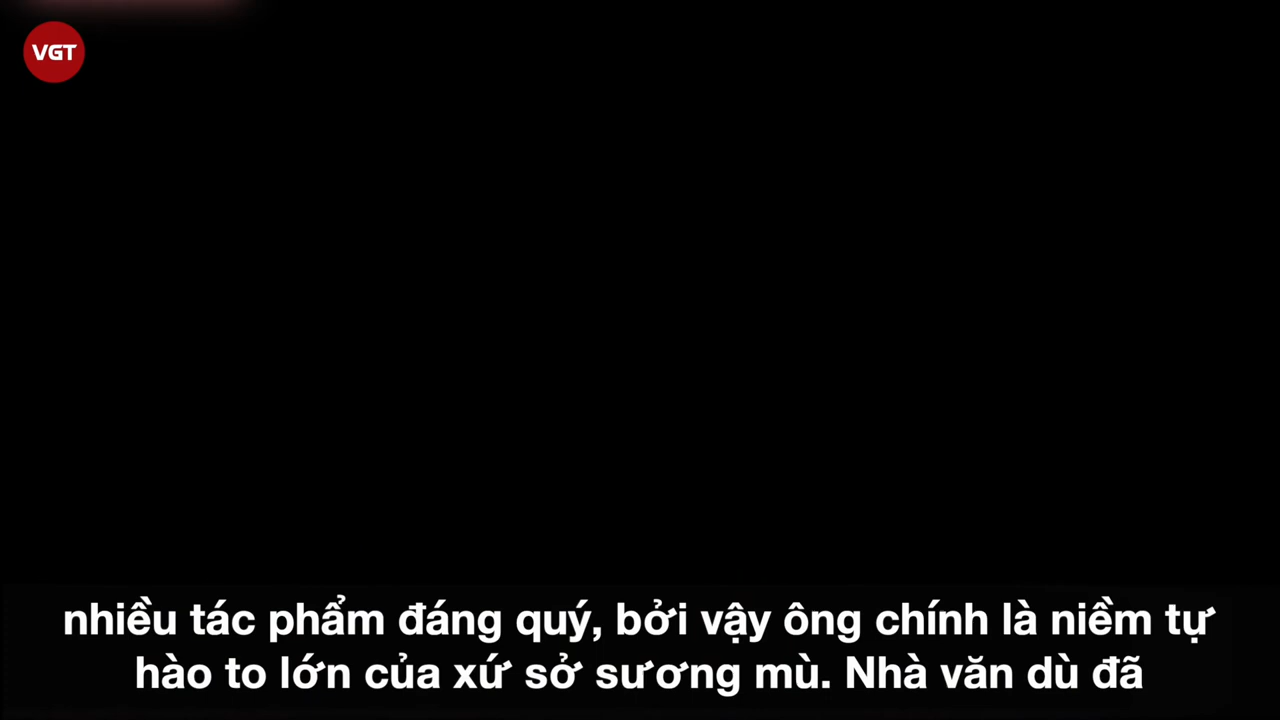 VGT
nhiều tác phẩm đáng quý, bởi vậy ông chính là niềm tự
hào to lớn của xứ sở sương mù. Nhà văn dù đã